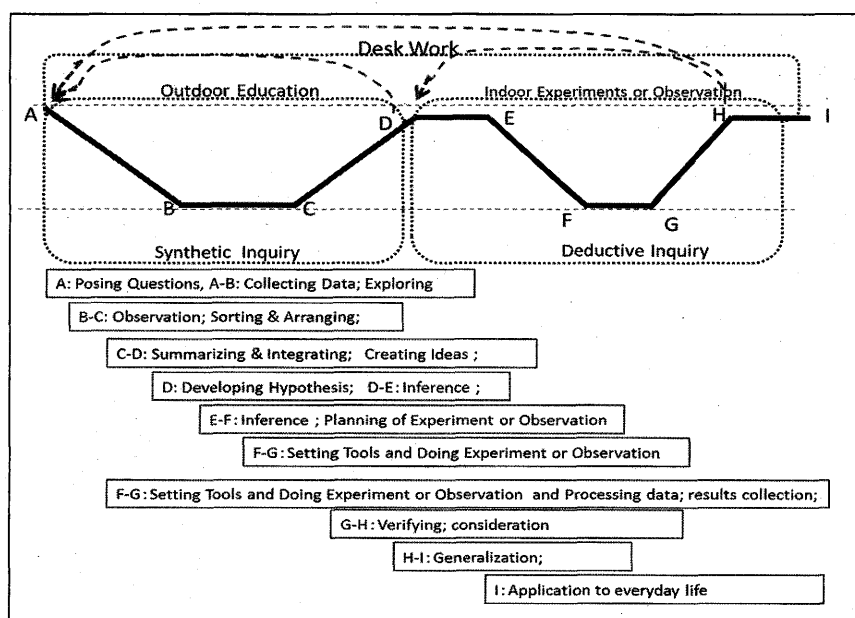 Desk Work
Outdoor Education
Indoor Experiments or Observation
A
D
E
H
I
B
C
F
G
Synthetic Inquiry
Deductive Inquiry
A: Posing Questions, A-B: Collecting Data; Exploring
B-C: Observation; Sorting & Arranging;
C-D: Summarizing & Integrating; Creating Ideas ;
D: Developing Hypothesis; D-E: Inference ;
E-F: Inference ; Planning of Experiment or Observation
F-G: Setting Tools and Doing Experiment or Observation
F-G: Setting Tools and Doing Experiment or Observation and Processing data; results collection;
G-H: Verifying; consideration
H-I: Generalization;
I: Application to everyday life